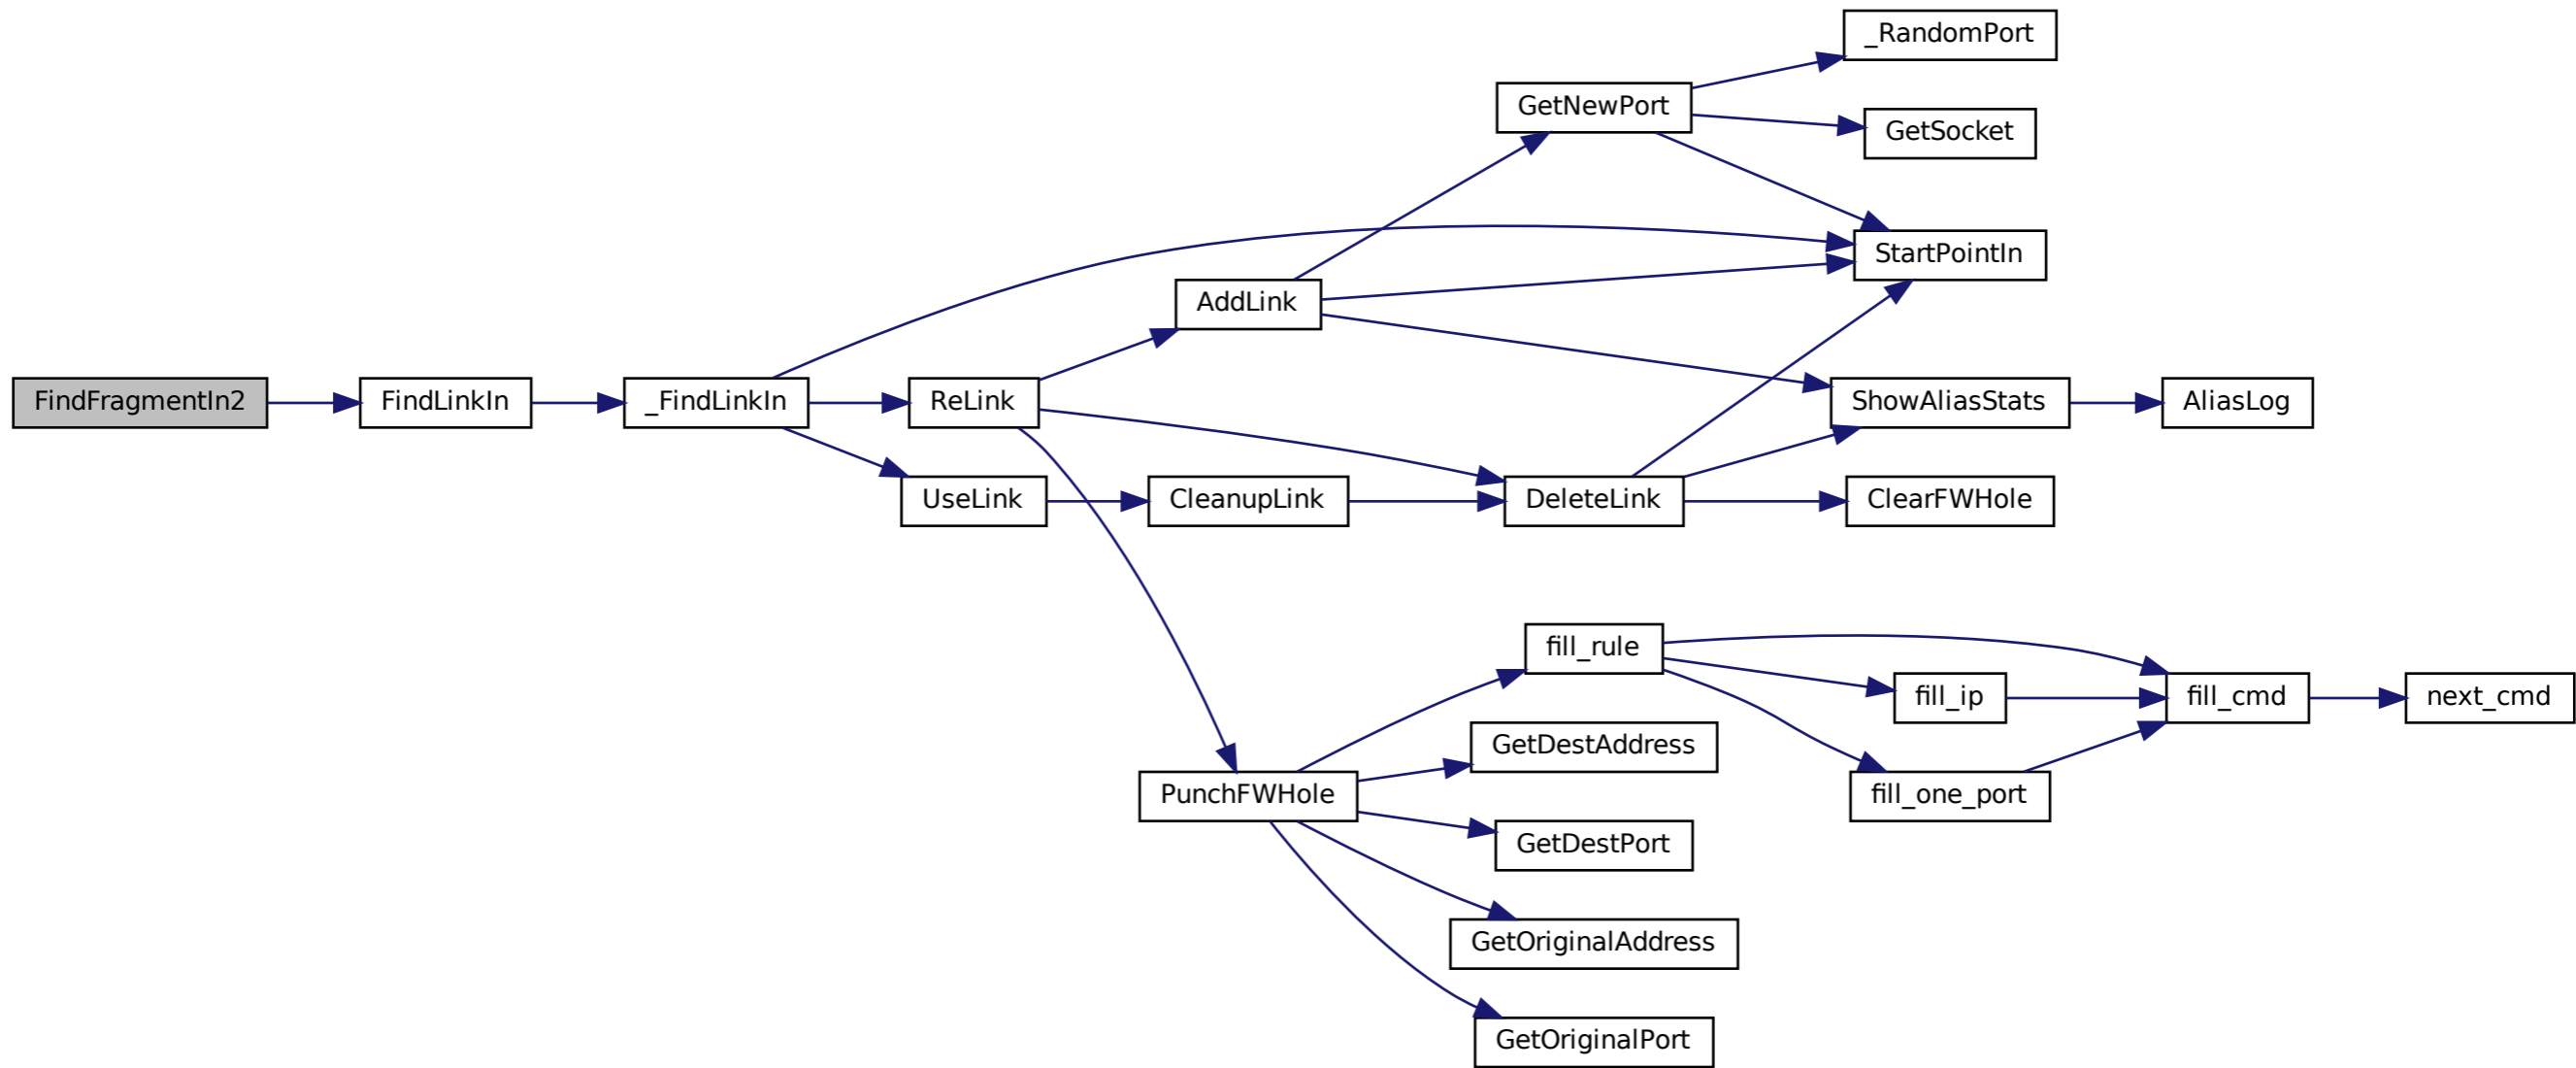 _RandomPort
GetNewPort
GetSocket
StartPointIn
AddLink
FindFragmentIn2
FindLinkIn
_FindLinkIn
ReLink
ShowAliasStats
AliasLog
UseLink
CleanupLink
DeleteLink
ClearFWHole
fill_rule
fill_ip
fill_cmd
next_cmd
GetDestAddress
PunchFWHole
fill_one_port
GetDestPort
GetOriginalAddress
GetOriginalPort